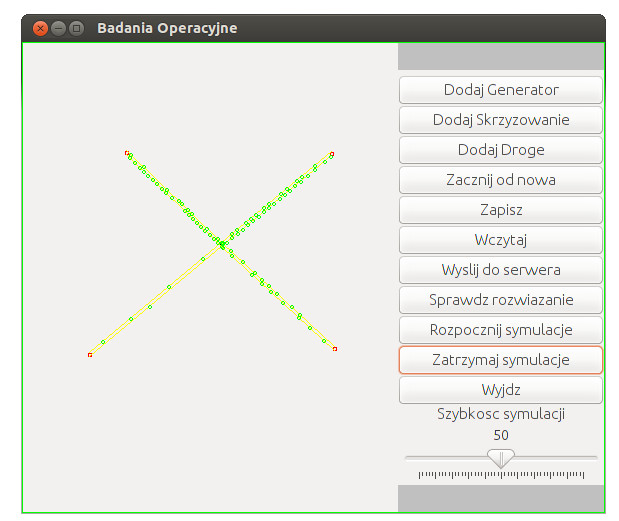 Badania Operacyjne
Dodaj Generator
Dodaj Skrzyzowanie
Dodaj Droge
Zacznij od nowa
Zapisz
Wczytaj
Wyslij do serwera
Sprawdz rozwiazanie
Rozpocznij symulacje
Zatrzymaj symulacje
Wyjdz
Szybkosc symulacji
50